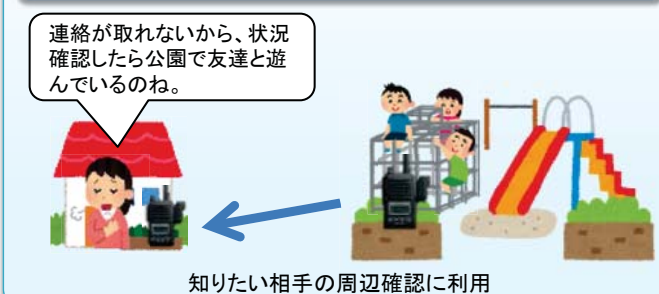 連絡が取れないから、状況
確認したら公園で友達と遊
んでいるのね。
知りたい相手の周辺確認に利用